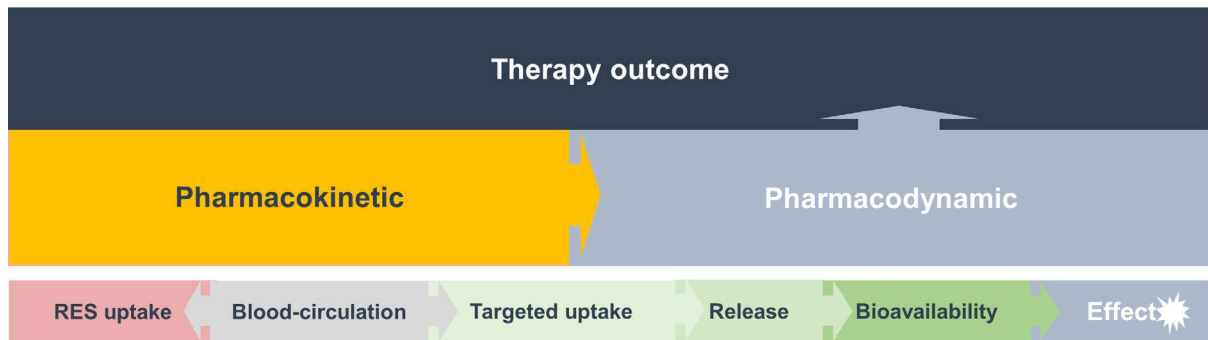 Therapy outcome
Pharmacokinetic
Pharmacodynamic
RES uptake
Blood-circulation
Targeted uptake
Release
Bioavailability
Effect